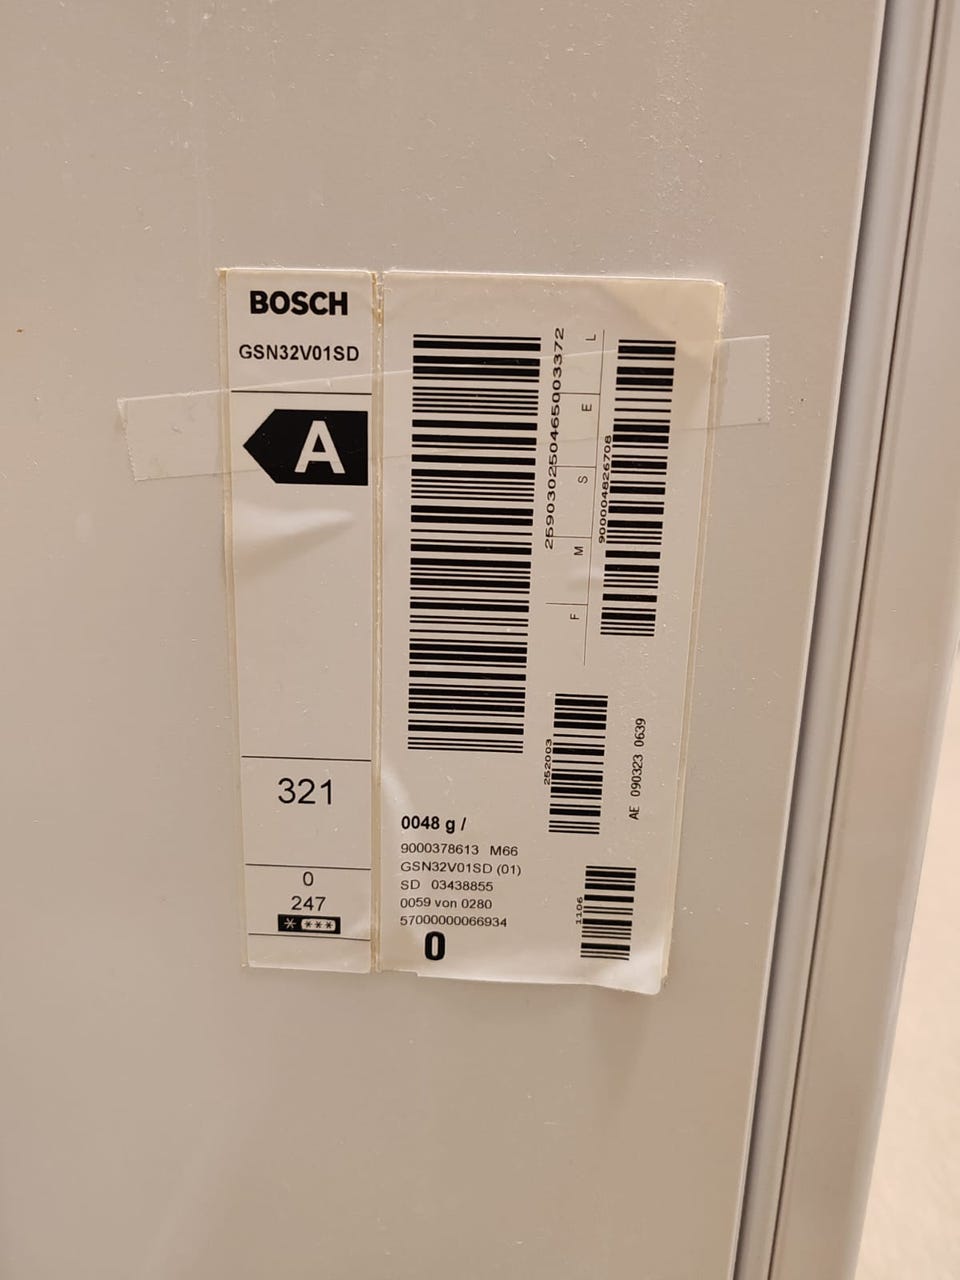 BOSCH
GSN32V01SD
A
321
0
247
* ***
259030250465003372
L
E
S
M
F
900004826708
252003
AE 090323 0639
1106
0048 g /
9000378613 M66
GSN32V01SD (01)
SD 03438855
0059 von 0280
57000000066934
0